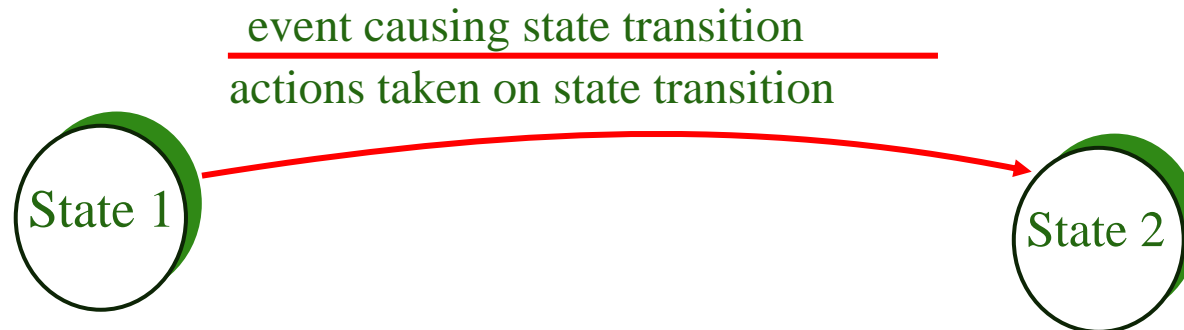 event causing state transition
actions taken on state transition
State 1
State 2